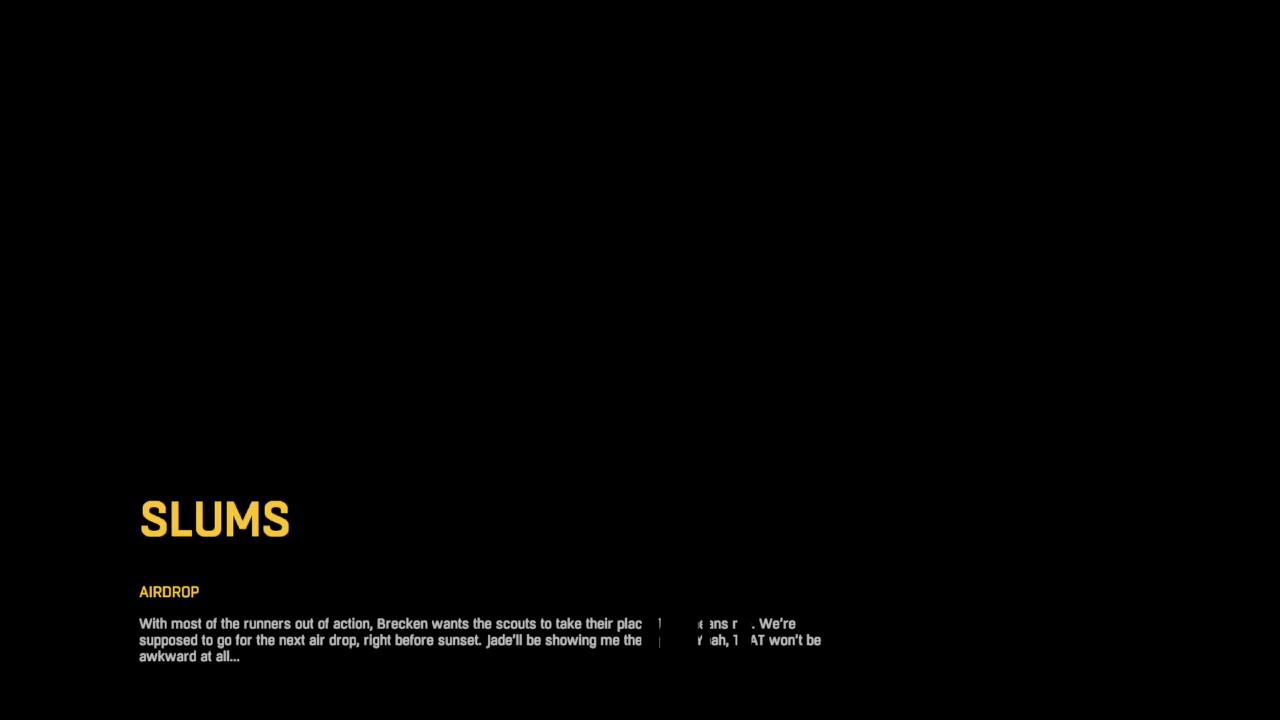 SLUMS
AIRDROP
With most of the runners out of action, Brecken wants the scouts to take their We're
supposed to go for the next air drop, right before sunset. Jade'll be showing me the won't be
awkward at all...